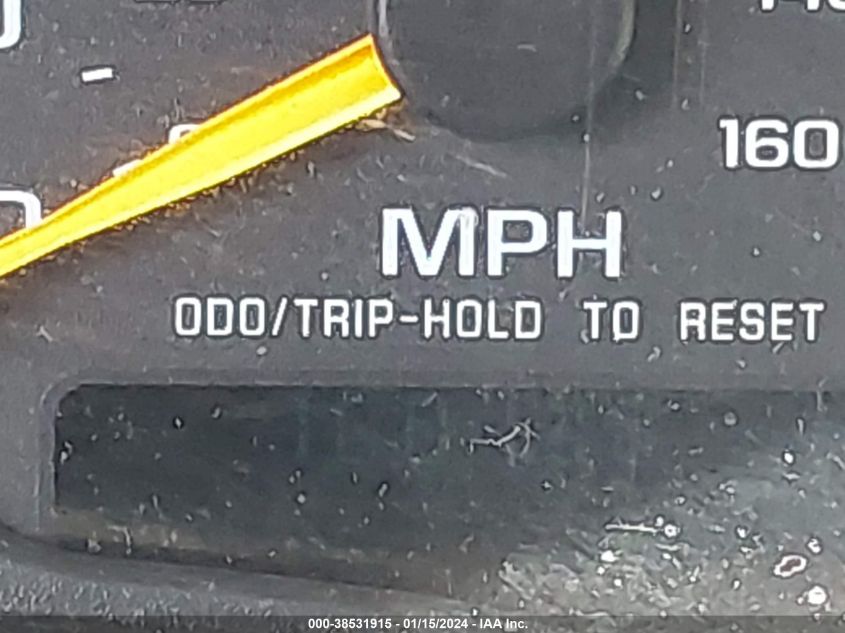 160
MPH
ODO/TRIP-HOLD TO RESET
000-38531915 - 01/15/2024 - IAA Inc.